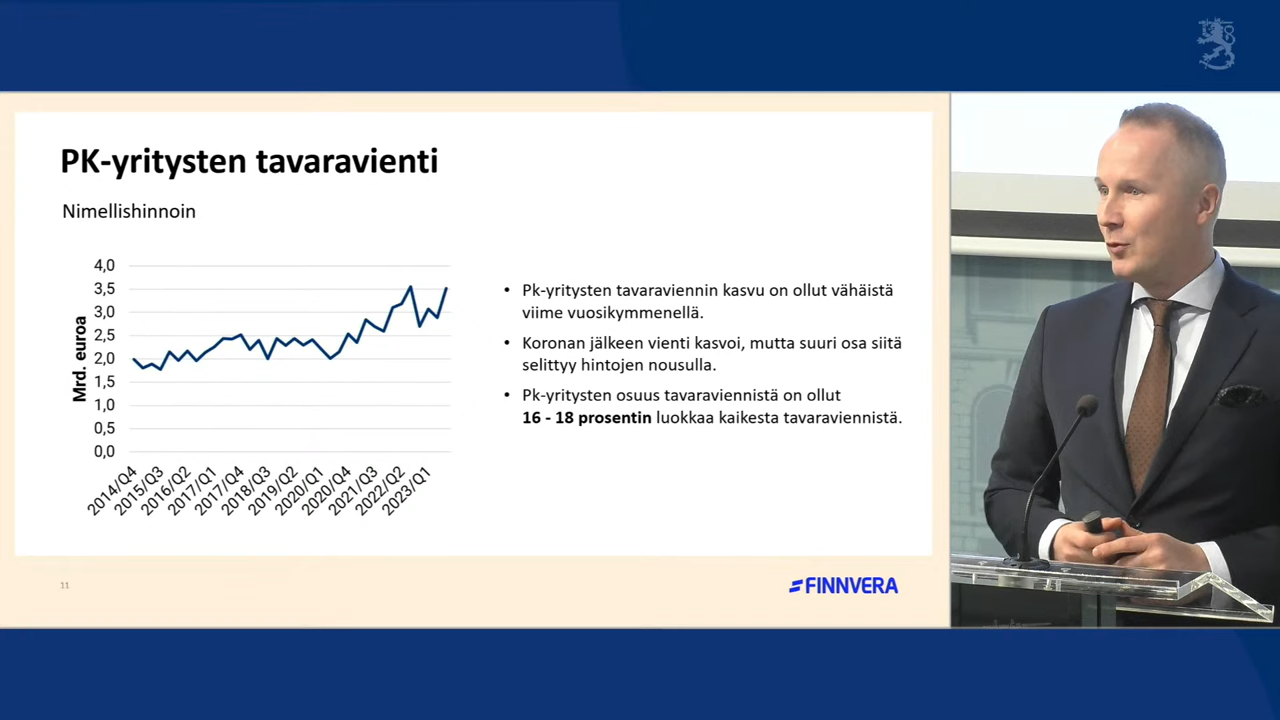 PK-yritysten tavaravienti
Nimellishinnoin
Mrd. euroa
4,0
3,5
3,0
2,5
2,0
1,5
1,0
0,5
0,0
2014/Q4
2015/Q3
2016/Q2
2017/Q1
2017/Q4
2018/Q3
2019/Q2
2020/Q1
2020/Q4
2021/Q3
2022/Q2
2023/Q1
• Pk-yritysten tavaraviennin kasvu on ollut vähäistä
viime vuosikymmenellä.
• Koronan jälkeen vienti kasvoi, mutta suuri osa siitä
selittyy hintojen nousulla.
• Pk-yritysten osuus tavaraviennistä on ollut
16 - 18 prosentin luokkaa kaikesta tavaraviennistä.
11
FINNVERA